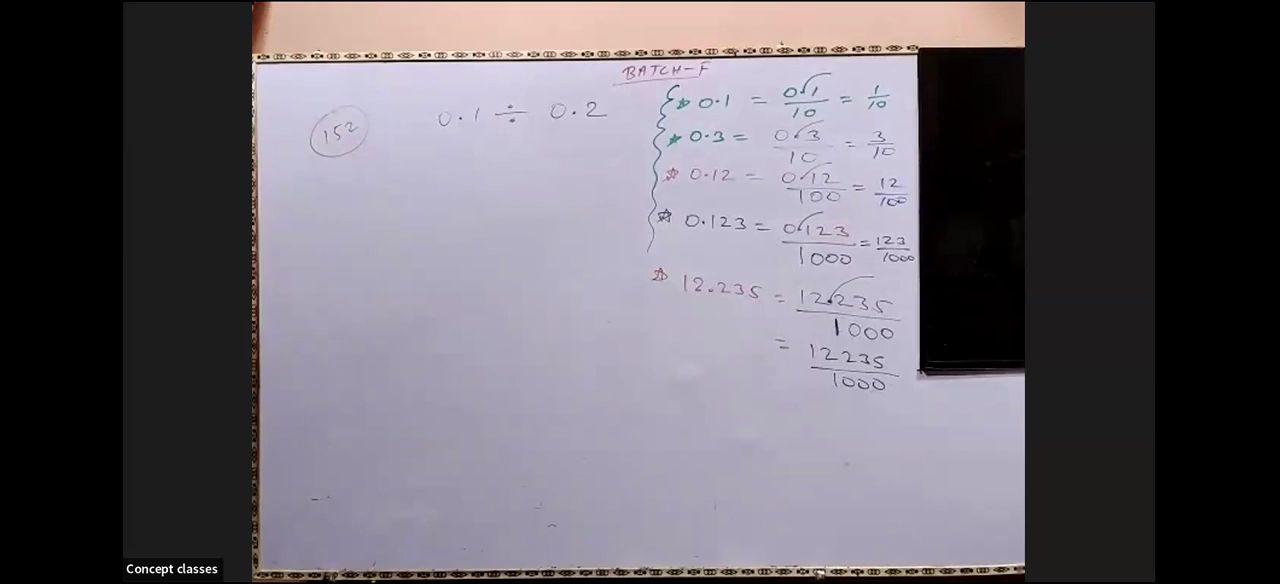 BATCH-F
152
0.1 ÷ 0.2
☆ 0.1 = 0.1/10 = 1/10
☆ 0.3 = 0.3/10 = 3/10
☆ 0.12 = 0.12/100 = 12/100
☆ 0.123 = 0.123/1000 = 123/1000
☆ 12.235 = 12.235/1000
= 12235/1000
Concept classes